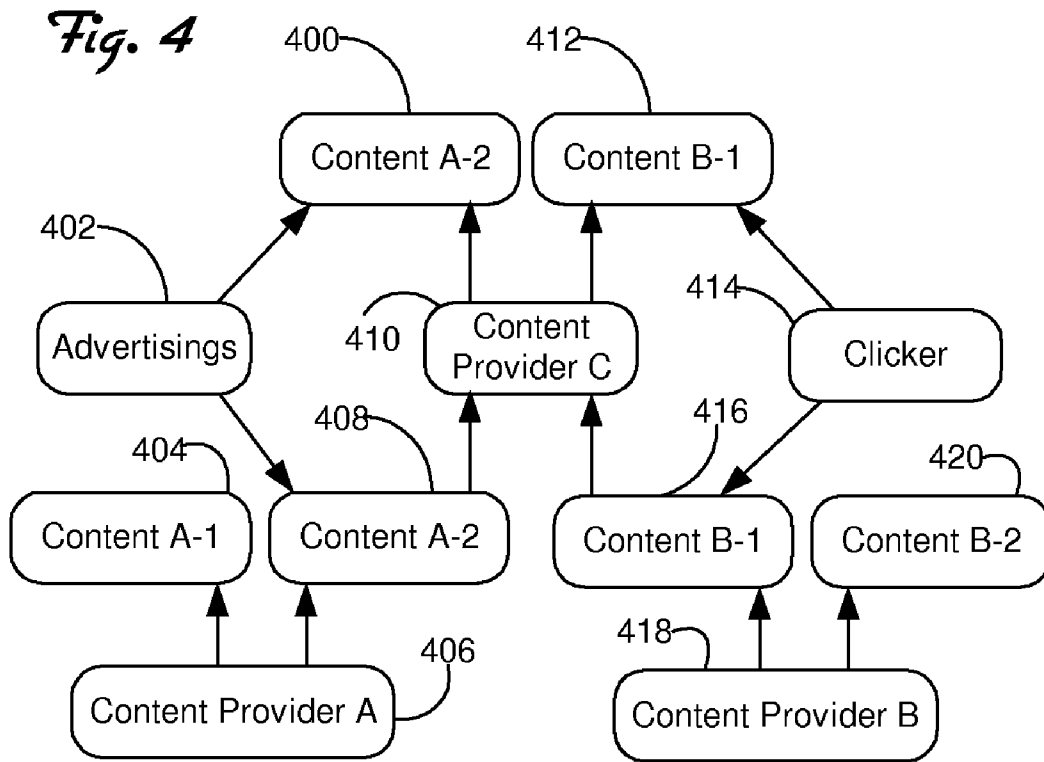 Fig. 4
400
412
Content A-2
Content B-1
402
414
Advertisings
410
Content
Provider C
Clicker
404
408
416
420
Content A-1
Content A-2
Content B-1
Content B-2
406
418
Content Provider A
Content Provider B